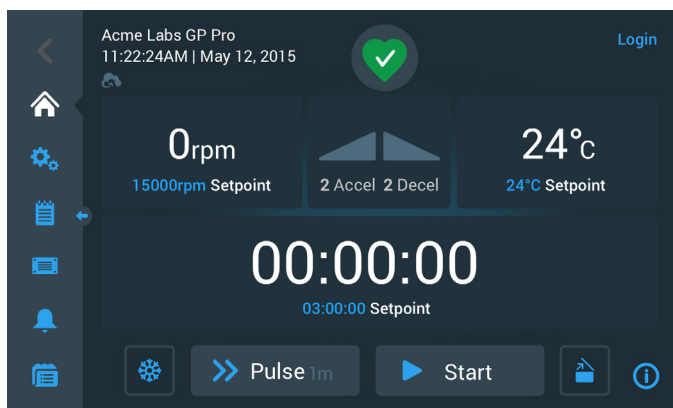 Acme Labs GP Pro
11:22:24AM | May 12, 2015
Login
0rpm
15000rpm Setpoint
2 Accel 2 Decel
24°C
24°C Setpoint
00:00:00
03:00:00 Setpoint
Pulse 1m
Start